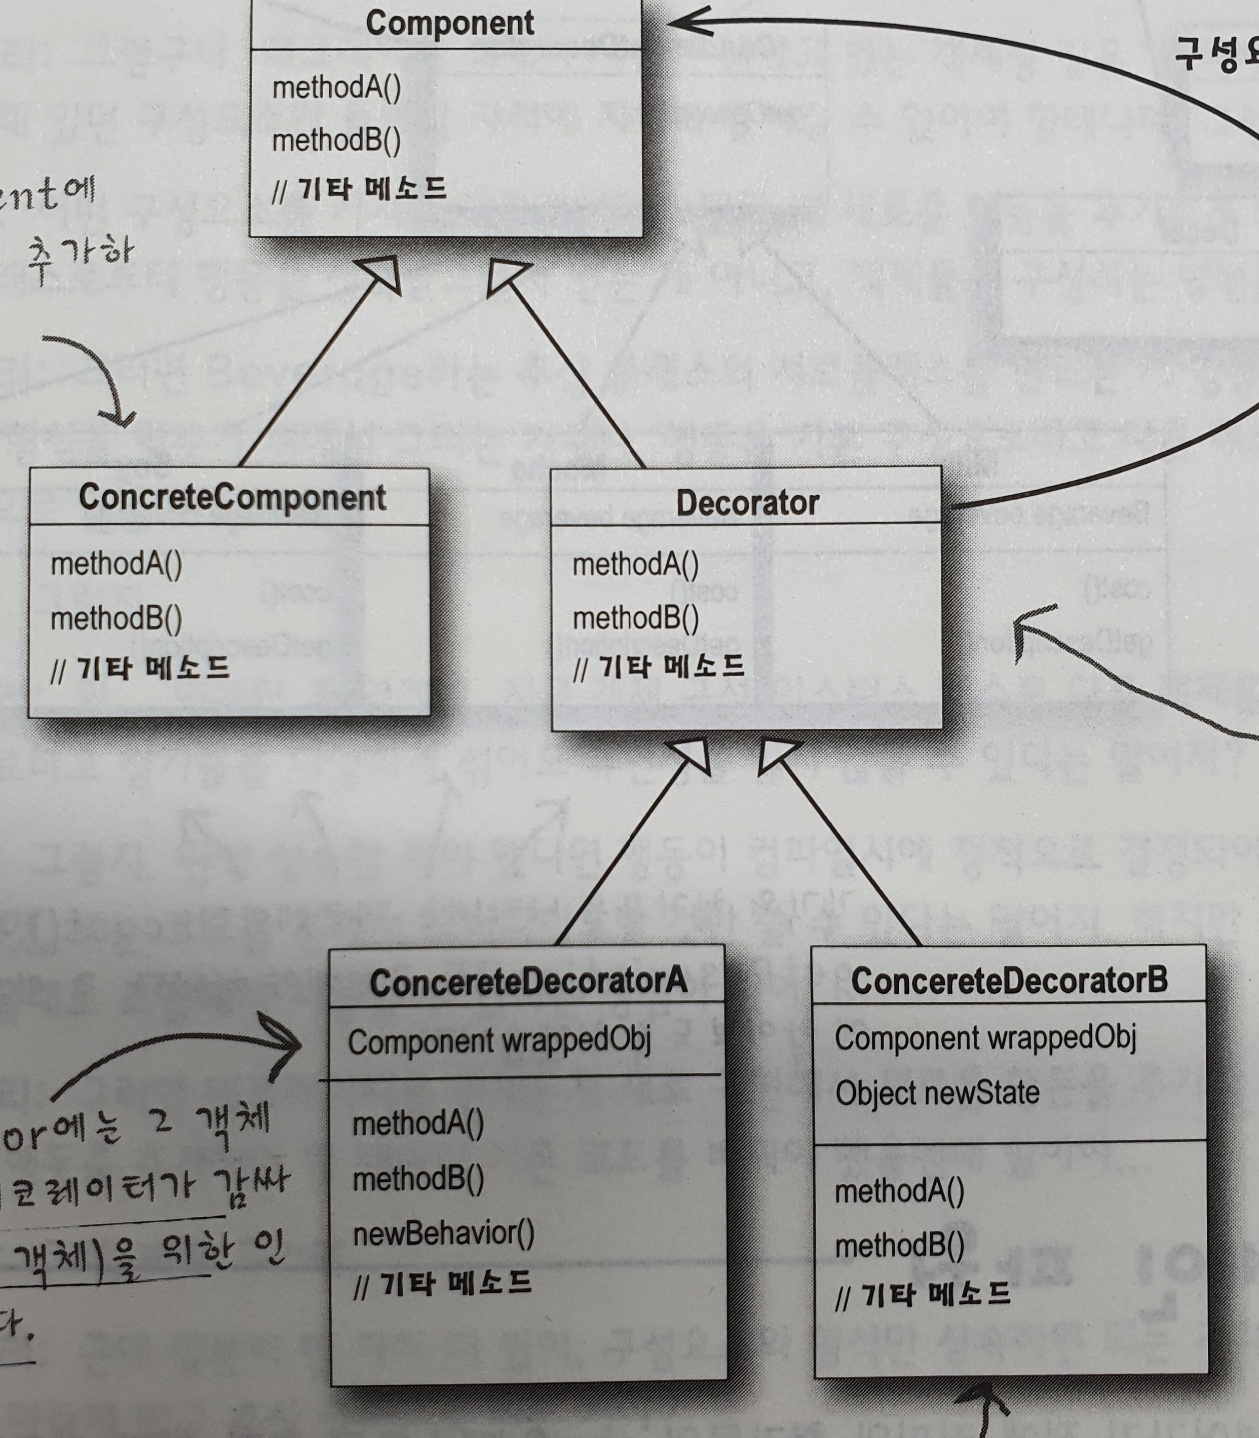 Component
구성요
methodA()
methodB()
// 기타 메소드
ent에
추가하
ConcreteComponent
methodA()
methodB()
// 기타 메소드
Decorator
methodA()
methodB()
// 기타 메소드
ConcereteDecoratorA
Component wrappedObj
methodA()
methodB()
newBehavior()
// 기타 메소드
ConcereteDecoratorB
Component wrappedObj
Object newState
methodA()
methodB()
// 기타 메소드
or에는 그 객체
코레이터가 감싸
객체)을 위한 인
다.